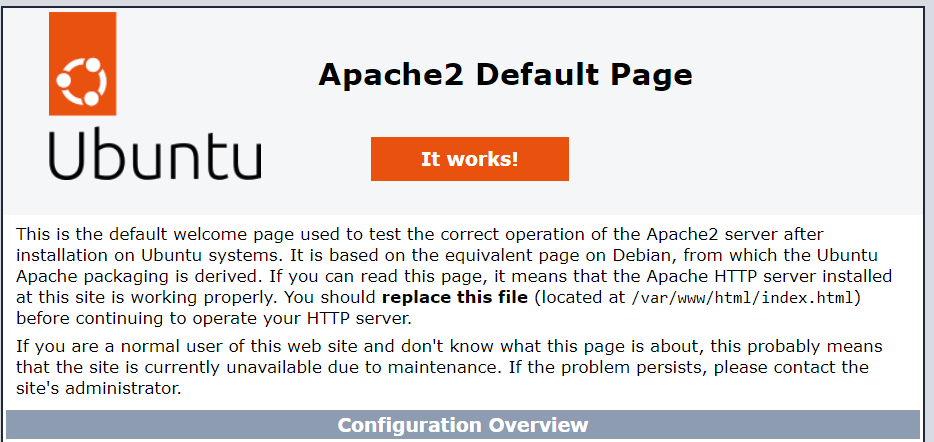 Apache2 Default Page
Ubuntu
It works!
This is the default welcome page used to test the correct operation of the Apache2 server after
installation on Ubuntu systems. It is based on the equivalent page on Debian, from which the Ubuntu
Apache packaging is derived. If you can read this page, it means that the Apache HTTP server installed
at this site is working properly. You should replace this file (located at /var/www/html/index.html)
before continuing to operate your HTTP server.
If you are a normal user of this web site and don't know what this page is about, this probably means
that the site is currently unavailable due to maintenance. If the problem persists, please contact the
site's administrator.
Configuration Overview